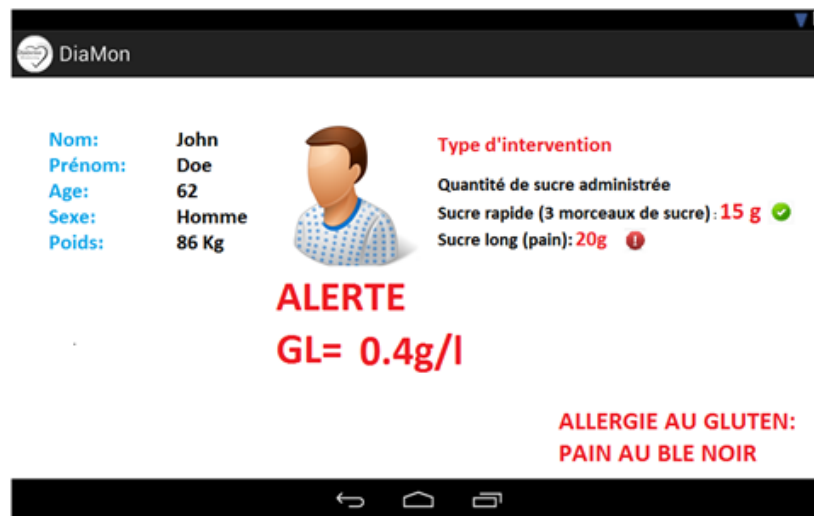 DiaMon
Nom: John
Prénom: Doe
Age: 62
Sexe: Homme
Poids: 86 Kg
Type d'intervention
Quantité de sucre administrée
Sucre rapide (3 morceaux de sucre) : 15 g
Sucre long (pain): 20g
ALERTE
GL= 0.4g/l
ALLERGIE AU GLUTEN:
PAIN AU BLE NOIR